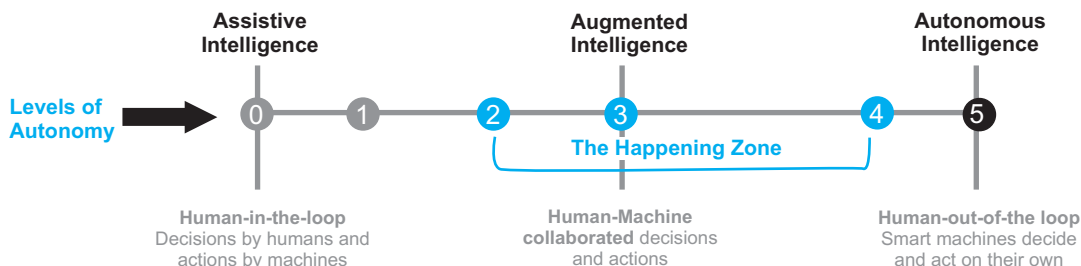 Assistive
Intelligence
Augmented
Intelligence
Autonomous
Intelligence
Levels of
Autonomy
0
1
2
3
4
5
The Happening Zone
Human-in-the-loop
Decisions by humans and
actions by machines
Human-Machine
collaborated decisions
and actions
Human-out-of-the loop
Smart machines decide
and act on their own